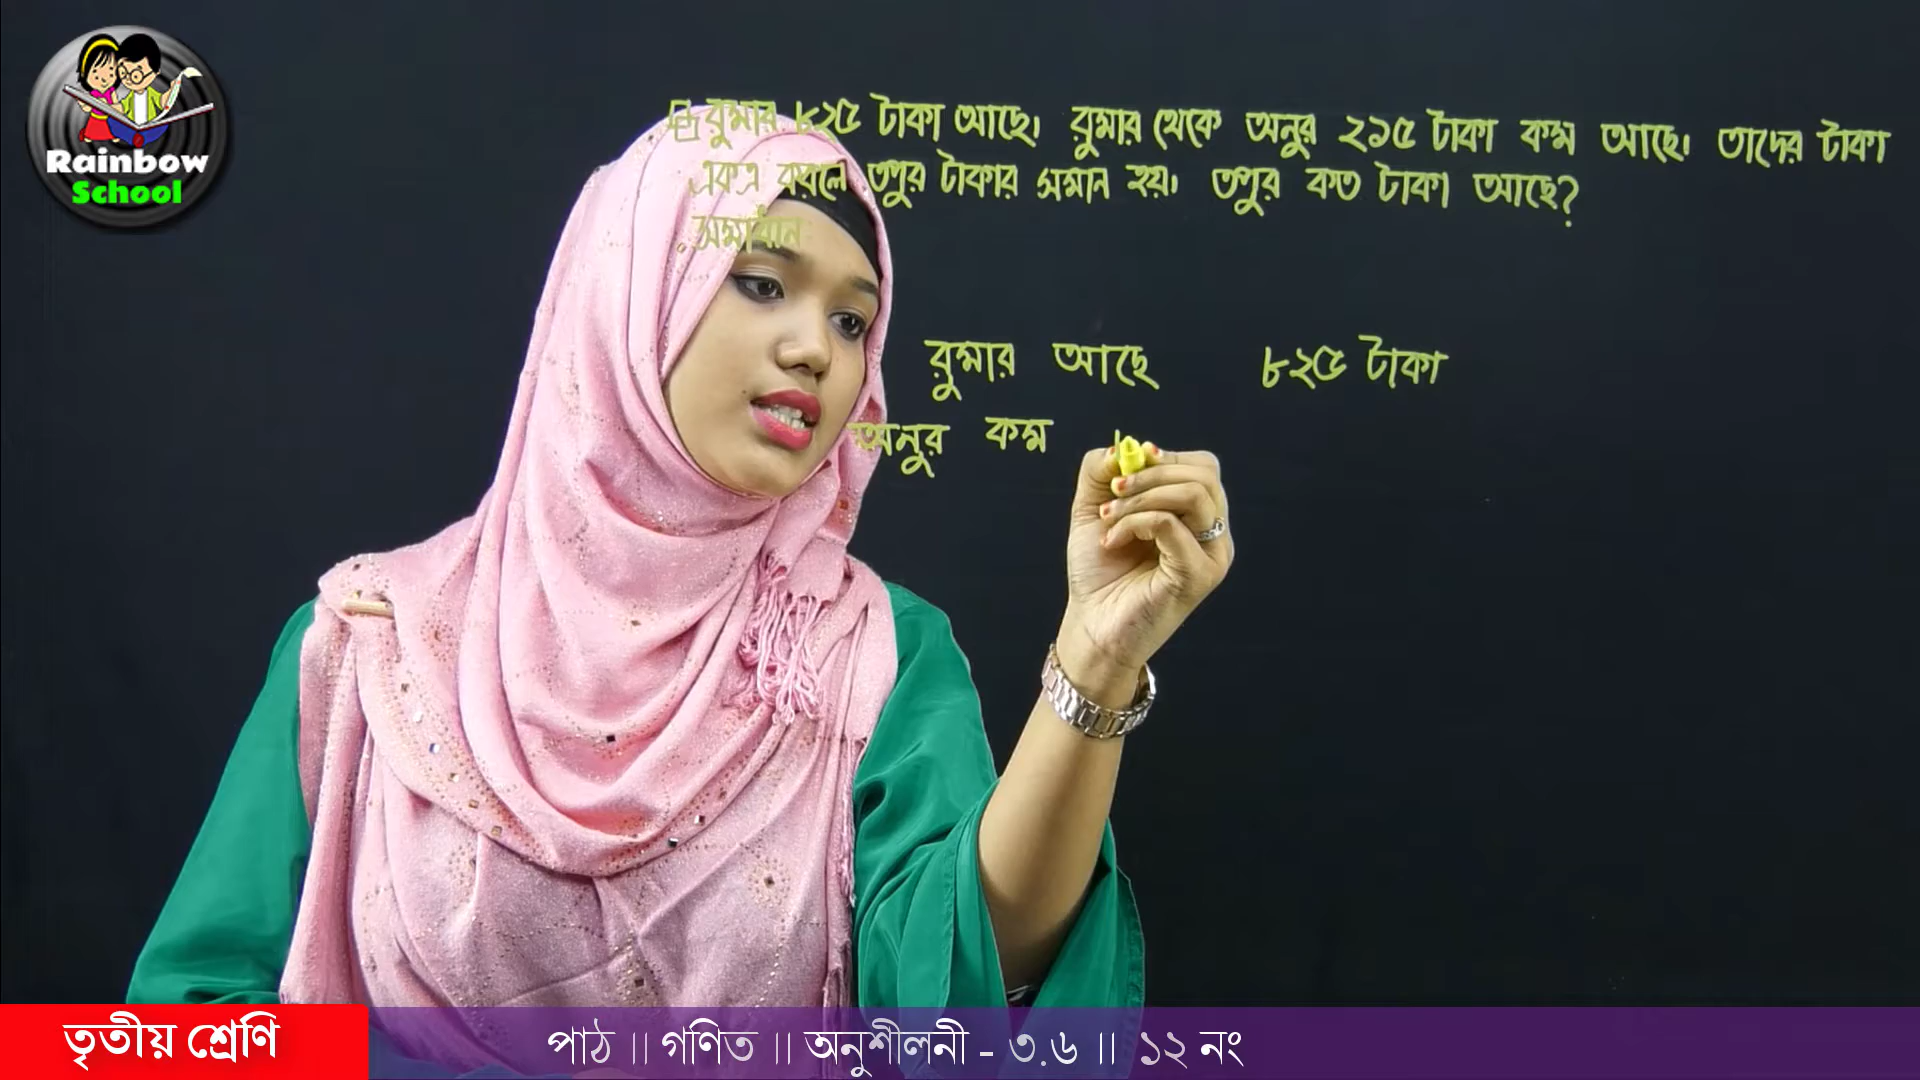 Rainbow
School
রুমার ৮২৫ টাকা আছে। রুমার থেকে অনুর ২১৫ টাকা কম আছে। তাদের টাকা
একত্র করলে তপুর টাকার সমান হয়। তপুর কত টাকা আছে?
সমাধান
রুমার আছে ৮২৫ টাকা
অনুর কম
তৃতীয় শ্রেণি
পাঠ || গণিত || অনুশীলনী - ৩.৬ || ১২ নং